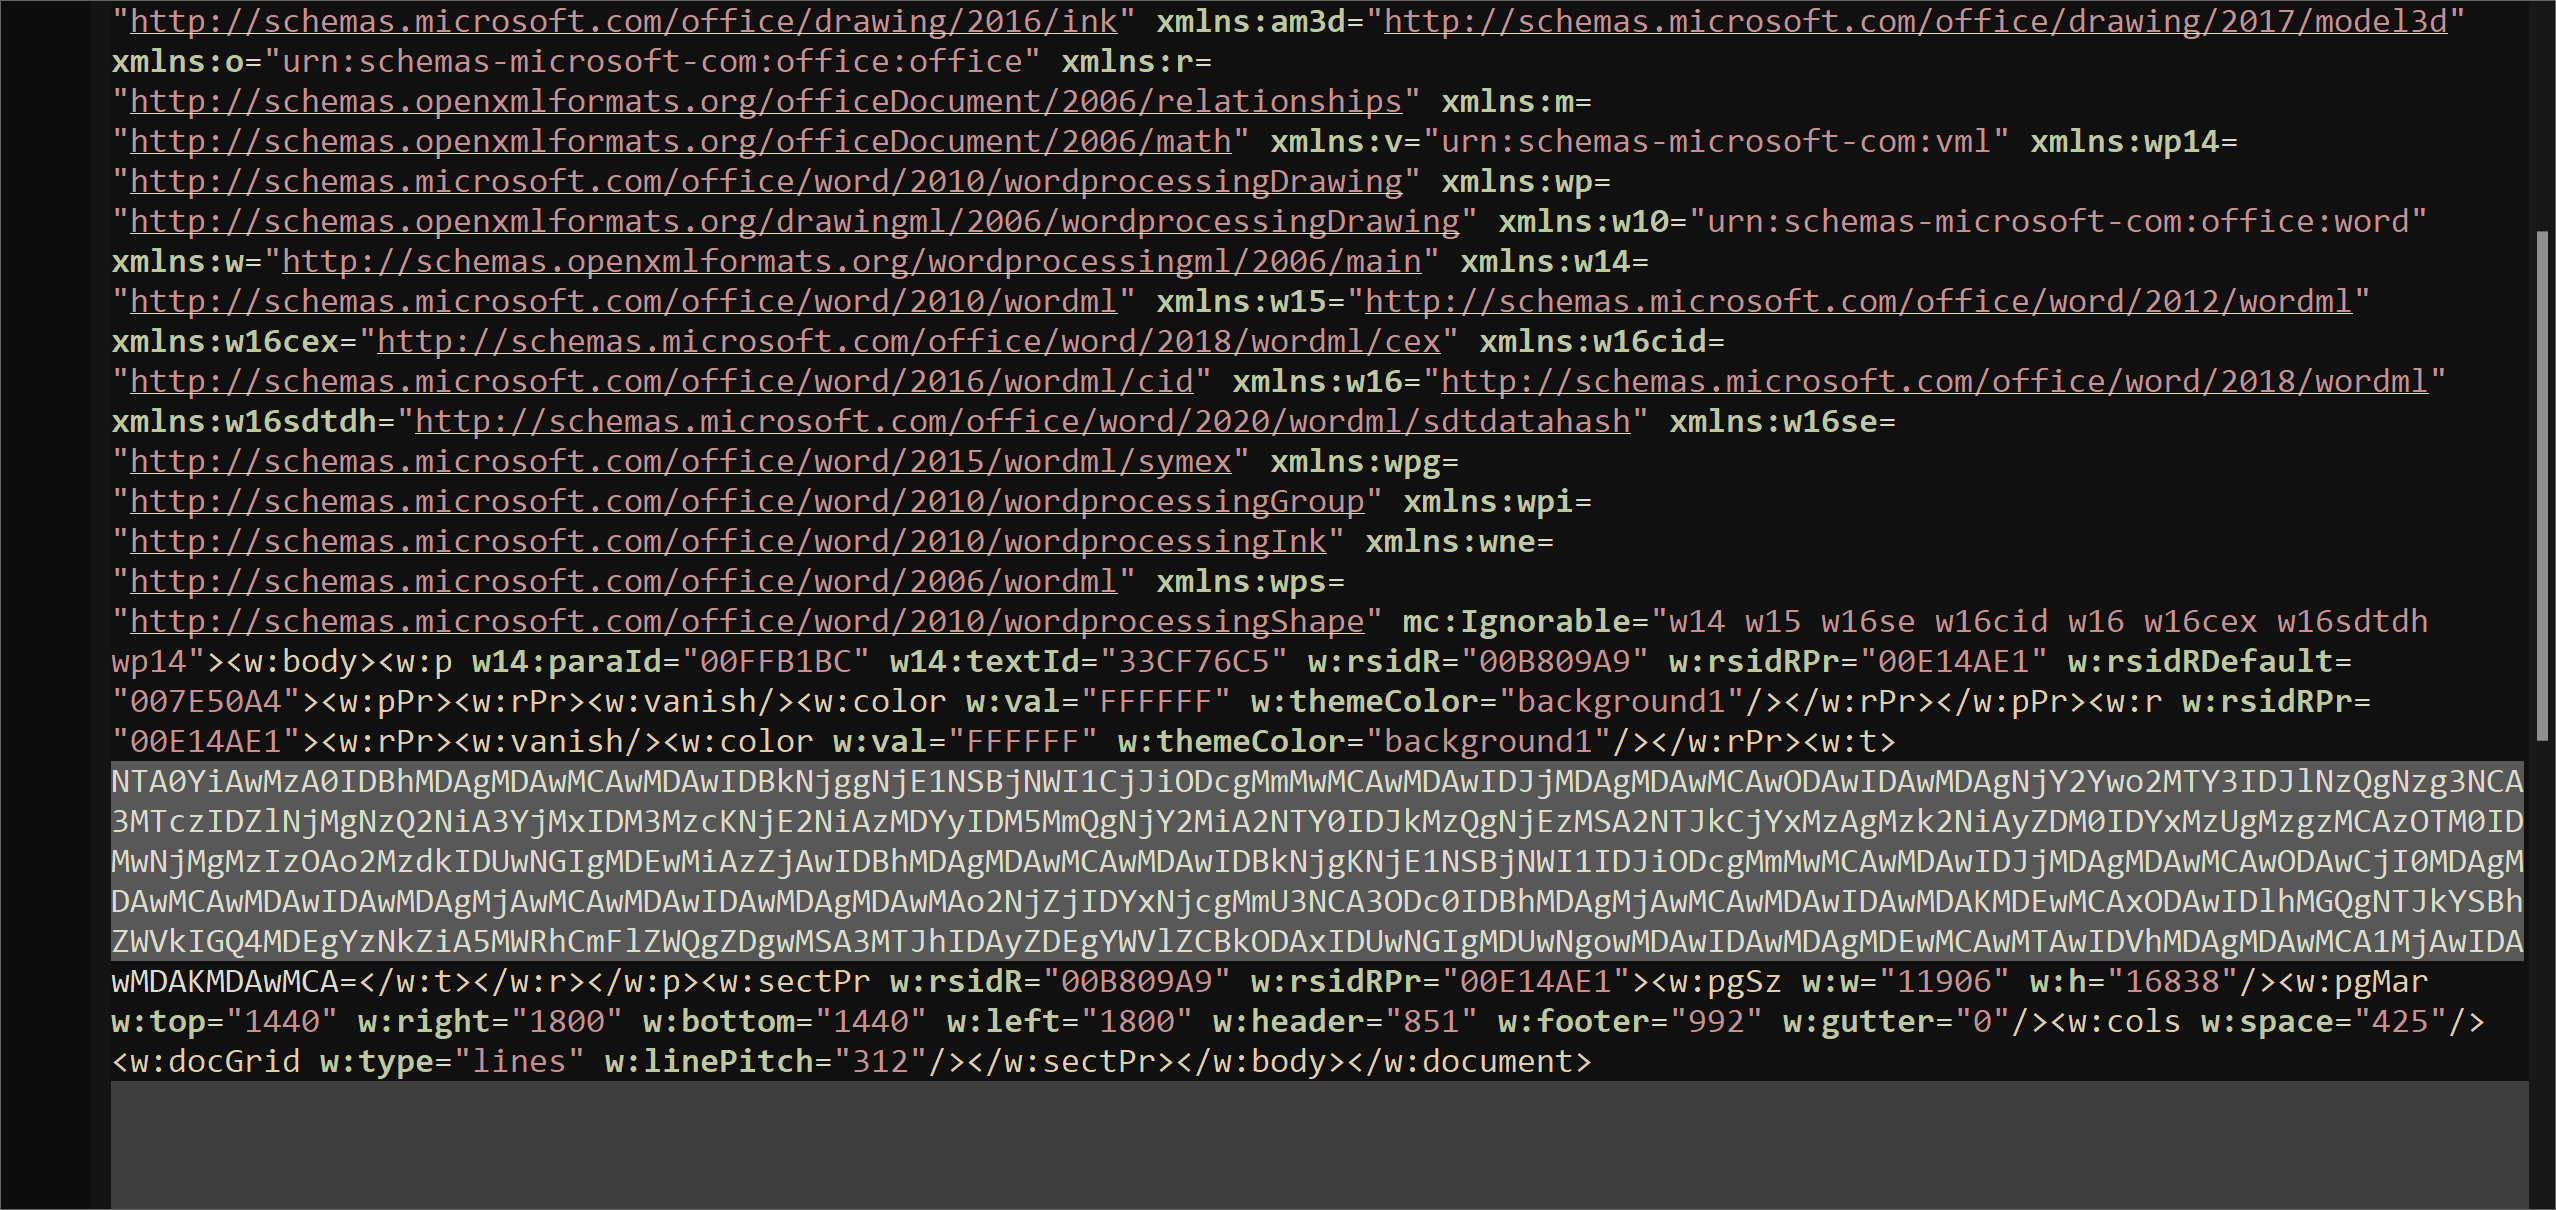 "http://schemas.microsoft.com/office/drawing/2016/ink" xmlns:am3d="http://schemas.microsoft.com/office/drawing/2017/model3d"
xmlns:o="urn:schemas-microsoft-com:office:office" xmlns:r=
"http://schemas.openxmlformats.org/officeDocument/2006/relationships" xmlns:m=
"http://schemas.openxmlformats.org/officeDocument/2006/math" xmlns:v="urn:schemas-microsoft-com:vml" xmlns:wp14=
"http://schemas.microsoft.com/office/word/2010/wordprocessingDrawing" xmlns:wp=
"http://schemas.openxmlformats.org/drawingml/2006/wordprocessingDrawing" xmlns:w10="urn:schemas-microsoft-com:office:word"
xmlns:w="http://schemas.openxmlformats.org/wordprocessingml/2006/main" xmlns:w14=
"http://schemas.microsoft.com/office/word/2010/wordml" xmlns:w15="http://schemas.microsoft.com/office/word/2012/wordml"
xmlns:w16cex="http://schemas.microsoft.com/office/word/2018/wordml/cex" xmlns:w16cid=
"http://schemas.microsoft.com/office/word/2016/wordml/cid" xmlns:w16="http://schemas.microsoft.com/office/word/2018/wordml"
xmlns:w16sdtdh="http://schemas.microsoft.com/office/word/2020/wordml/sdtdatahash" xmlns:w16se=
"http://schemas.microsoft.com/office/word/2015/wordml/symex" xmlns:wpg=
"http://schemas.microsoft.com/office/word/2010/wordprocessingGroup" xmlns:wpi=
"http://schemas.microsoft.com/office/word/2010/wordprocessingInk" xmlns:wne=
"http://schemas.microsoft.com/office/word/2006/wordml" xmlns:wps=
"http://schemas.microsoft.com/office/word/2010/wordprocessingShape" mc:Ignorable="w14 w15 w16se w16cid w16 w16cex w16sdtdh
wp14"><w:body><w:p w14:paraId="00FFB1BC" w14:textId="33CF76C5" w:rsidR="00B809A9" w:rsidRPr="00E14AE1" w:rsidRDefault=
"007E50A4"><w:pPr><w:rPr><w:vanish/><w:color w:val="FFFFFF" w:themeColor="background1"/></w:rPr></w:pPr><w:r w:rsidRPr=
"00E14AE1"><w:rPr><w:vanish/><w:color w:val="FFFFFF" w:themeColor="background1"/></w:rPr><w:t>
NTA0YiAwMzA0IDBhMDAgMDAwMCAwMDAwIDBkNjggNjE1NSBjNWI1CjJiODcgMmMwMCAwMDAwIDJjMDAgMDAwMCAwODAwIDAwMDAgNjY2Ywo2MTY3IDJlNzQgNzg3NCA
3MTczIDZlNjMgNzQ2NiA3YjMxIDM3MzcKNjE2NiAzMDYyIDM5MmQgNjY2MiA2NTY0IDJkMzQgNjEzMSA2NTJkCjYxMzAgMzk2NiAyZDM0IDYxMzUgMzgzMCAzOTM0ID
MwNjMgMzIzOAo2MzdkIDUwNGIgMDEwMiAzZjAwIDBhMDAgMDAwMCAwMDAwIDBkNjgKNjE1NSBjNWI1IDJiODcgMmMwMCAwMDAwIDJjMDAgMDAwMCAwODAwCjI0MDAgM
DAwMCAwMDAwIDAwMDAgMjAwMCAwMDAwIDAwMDAgMDAwMAo2NjZjIDYxNjcgMmU3NCA3ODc0IDBhMDAgMjAwMCAwMDAwIDAwMDAKMDEwMCAxODAwIDlhMGQgNTJkYSBh
ZWVkIGQ4MDEgYzNkZiA5MWRhCmFlZWQgZDgwMSA3MTJhIDAyZDEgYWVlZCBkODAxIDUwNGIgMDUwNgowMDAwIDAwMDAgMDEwMCAwMTAwIDVhMDAgMDAwMCA1MjAwIDA
wMDAKMDAwMCA=</w:t></w:r></w:p><w:sectPr w:rsidR="00B809A9" w:rsidRPr="00E14AE1"><w:pgSz w:w="11906" w:h="16838"/><w:pgMar
w:top="1440" w:right="1800" w:bottom="1440" w:left="1800" w:header="851" w:footer="992" w:gutter="0"/><w:cols w:space="425"/>
<w:docGrid w:type="lines" w:linePitch="312"/></w:sectPr></w:body></w:document>